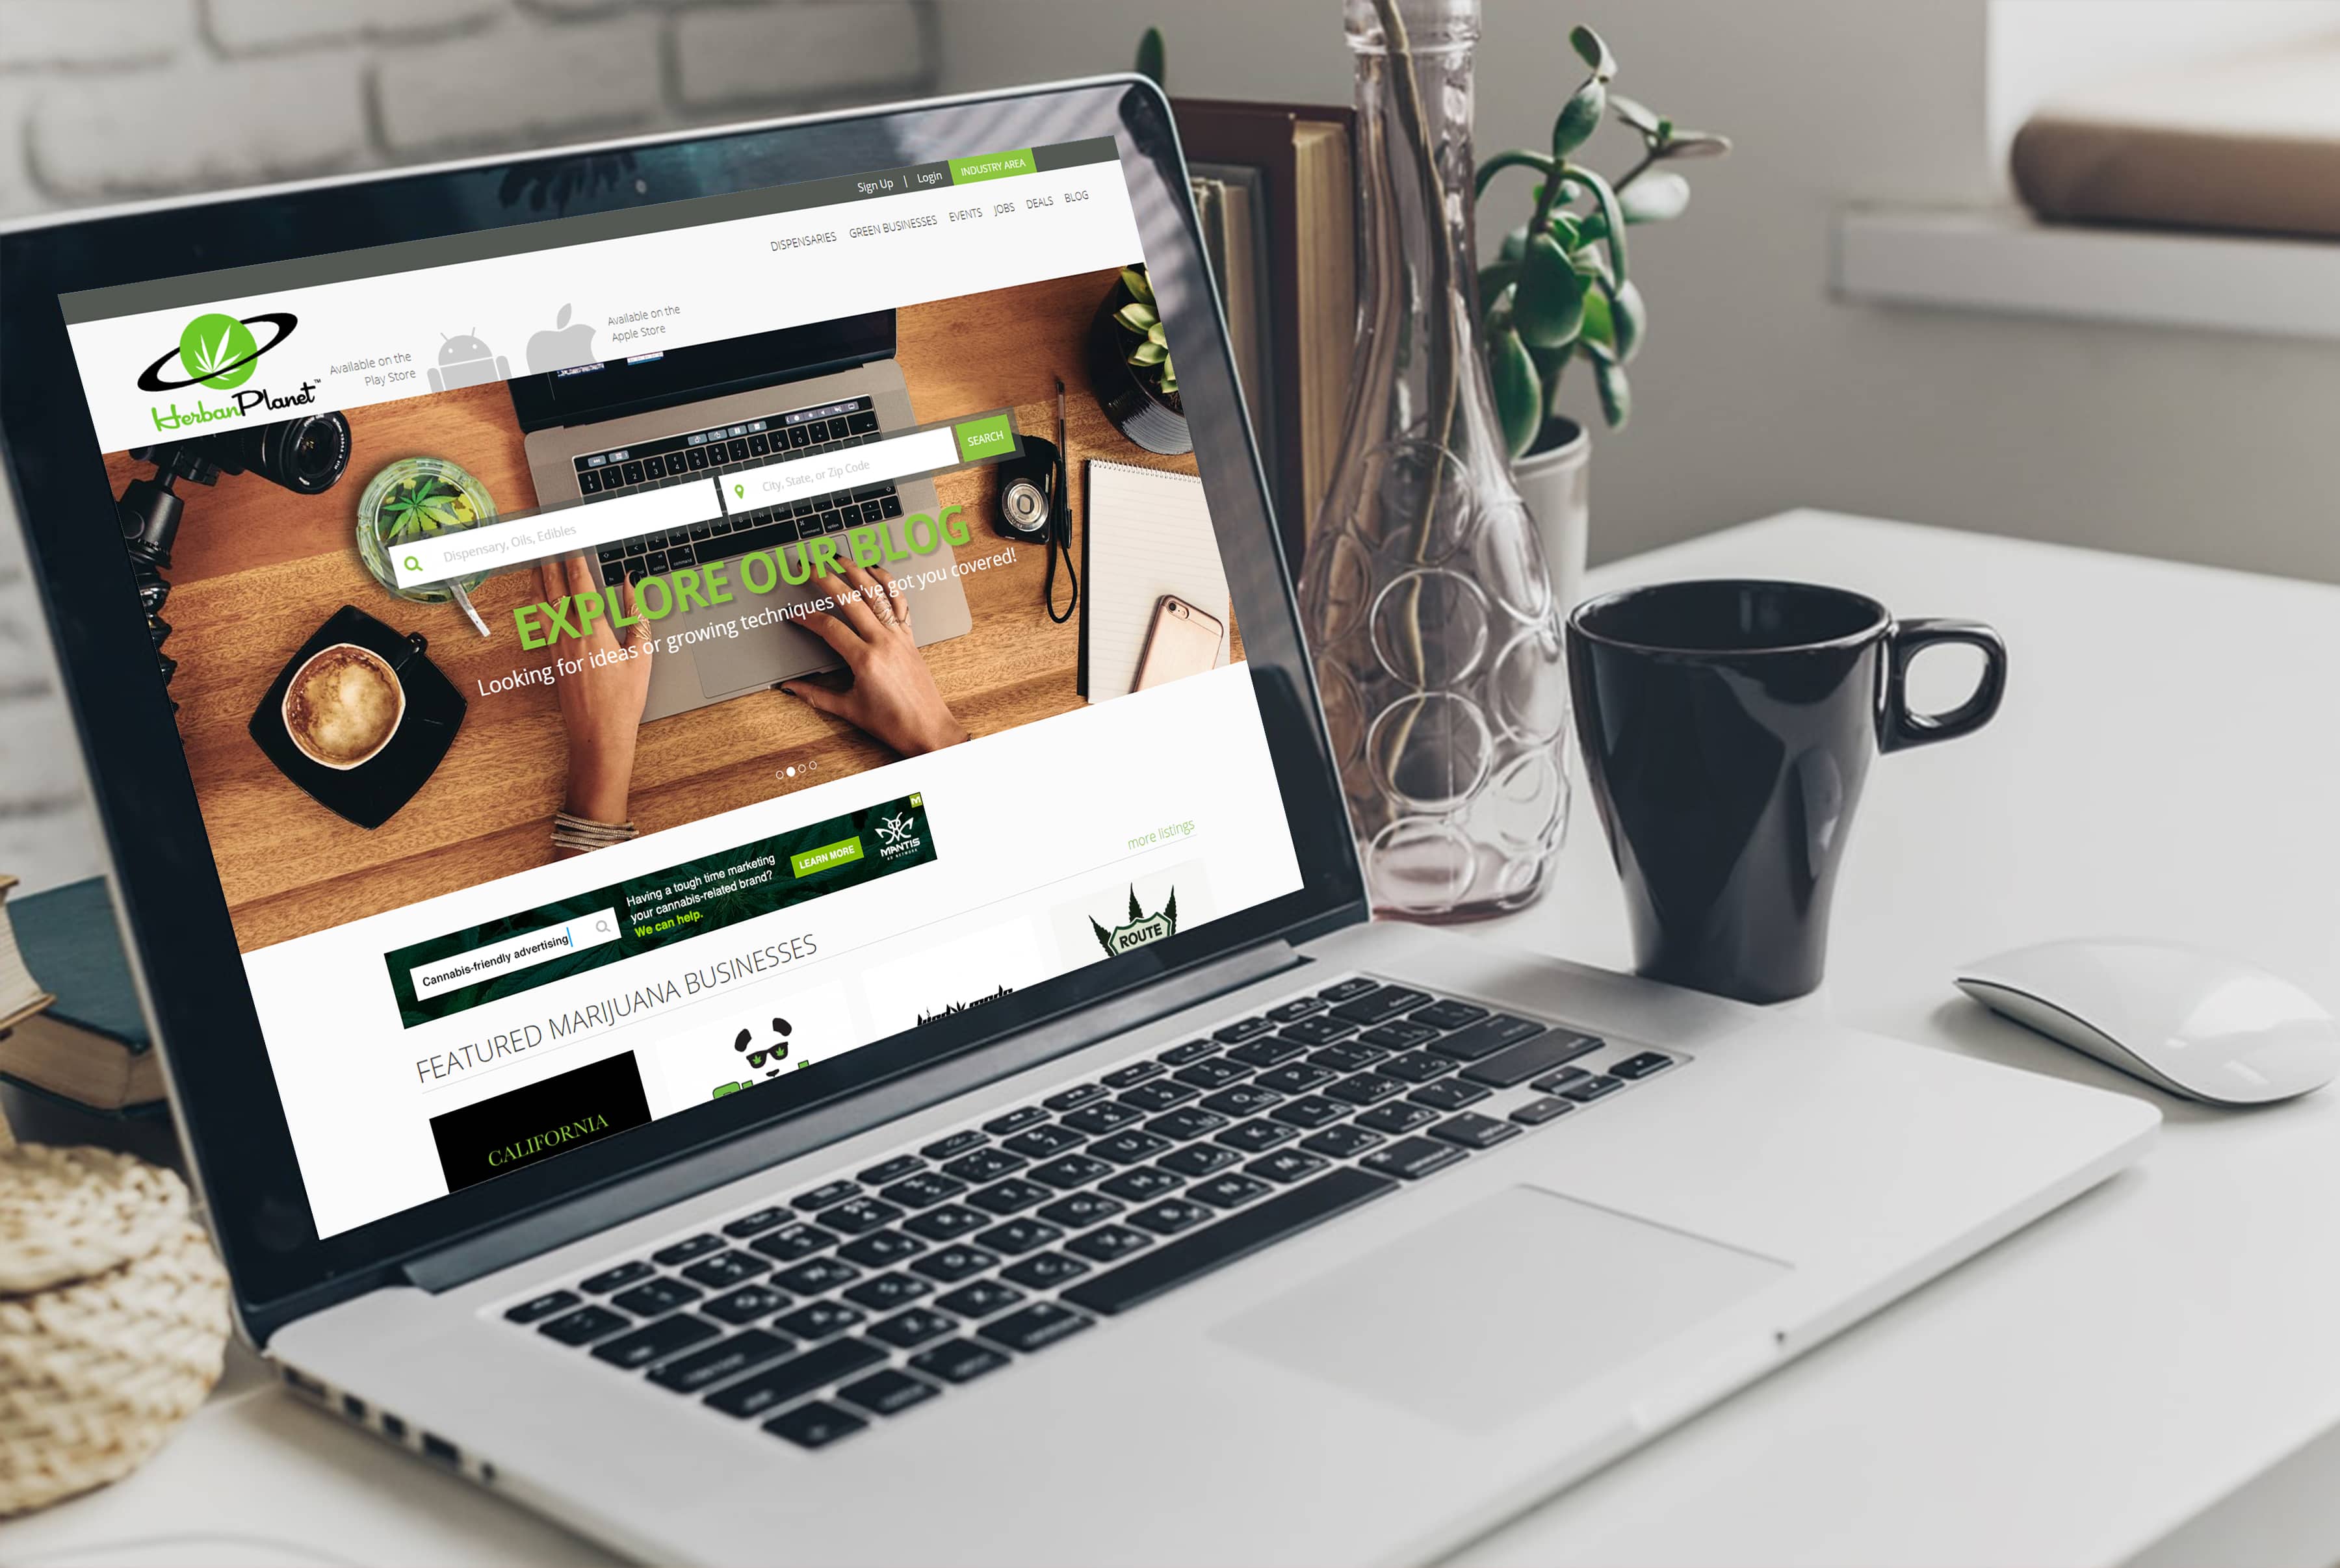 Sign Up | Login INDUSTRY AREA
DISPENSARIES GREEN BUSINESSES EVENTS JOBS DEALS BLOG
HerbanPlanet™
Available on the
Play Store
Available on the
Apple Store
Dispensary, Oils, Edibles
City, State, or Zip Code
SEARCH
EXPLORE OUR BLOG
Looking for ideas or growing techniques we've got you covered!
Cannabis-friendly advertising
Having a tough time marketing
your cannabis-related brand?
We can help.
LEARN MORE
MANTIS
AD NETWORK
more listings
FEATURED MARIJUANA BUSINESSES
CALIFORNIA
ROUTE